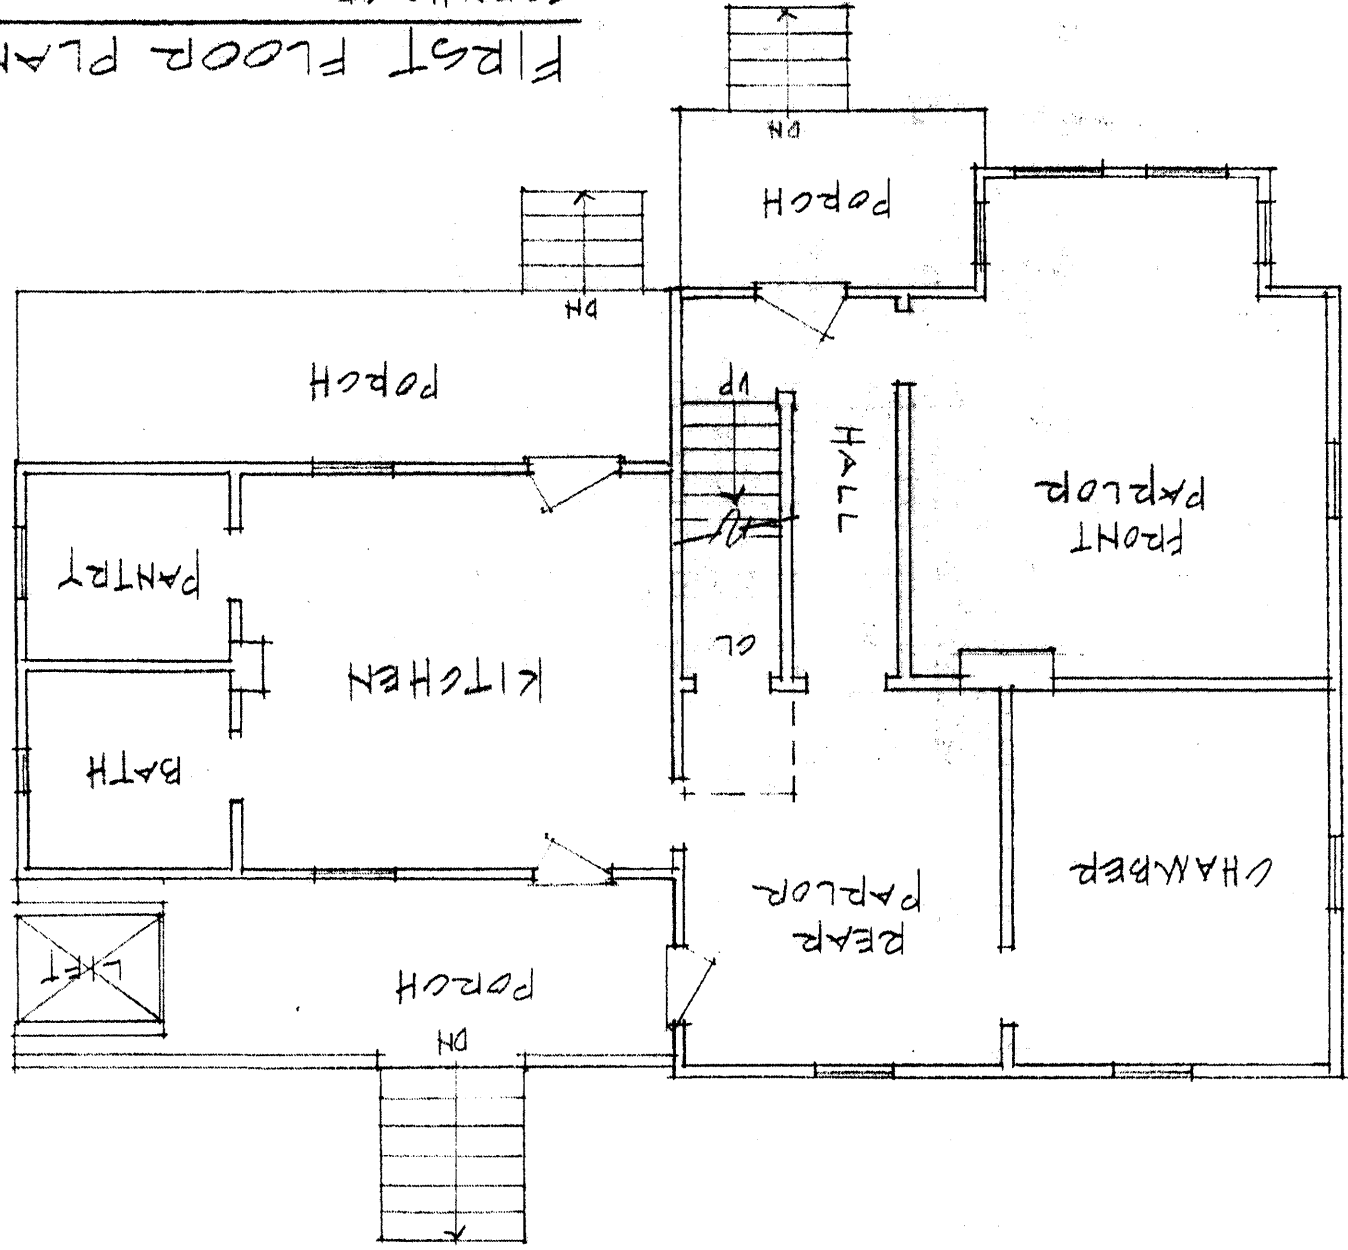 DN
PORCH
LIFT
REAR
PARLOR
CHAMBER
BATH
KITCHEN
CL
PANTRY
FRONT
PARLOR
HALL
UP
PORCH
DN
PORCH
DN
FIRST FLOOR PLAN